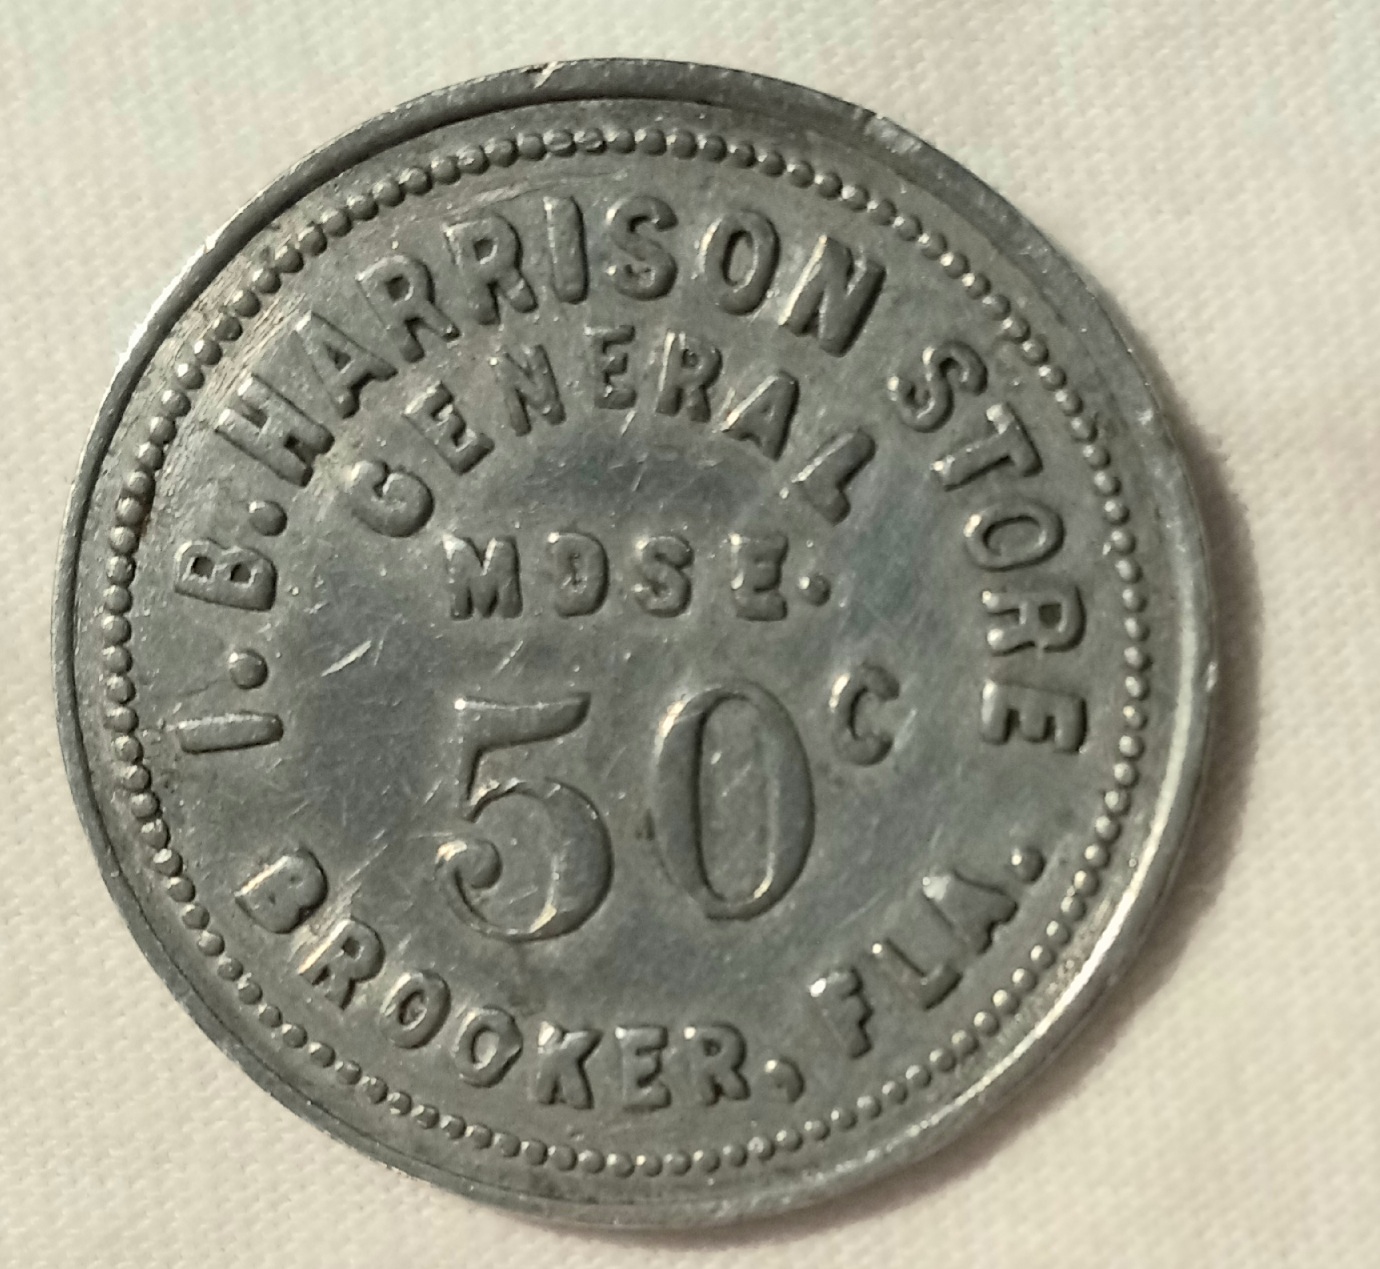 I. B. HARRISON STORE
GENERAL
MDSE.
50C
BROOKER, FLA.